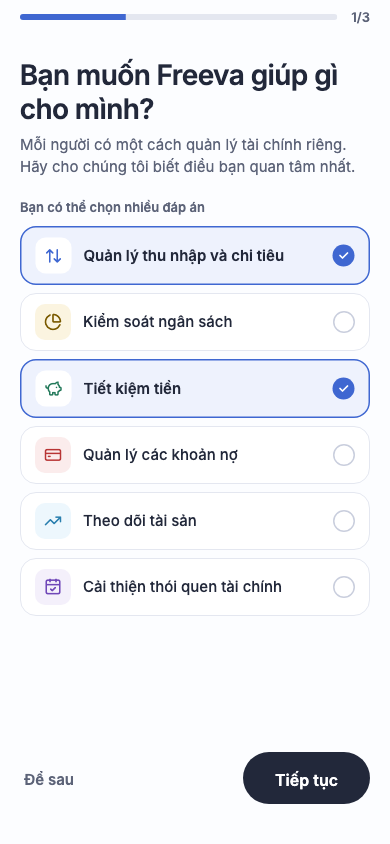 1/3
Bạn muốn Freeva giúp gì
cho mình?
Mỗi người có một cách quản lý tài chính riêng.
Hãy cho chúng tôi biết điều bạn quan tâm nhất.
Bạn có thể chọn nhiều đáp án
Quản lý thu nhập và chi tiêu
Kiểm soát ngân sách
Tiết kiệm tiền
Quản lý các khoản nợ
Theo dõi tài sản
Cải thiện thói quen tài chính
Để sau
Tiếp tục